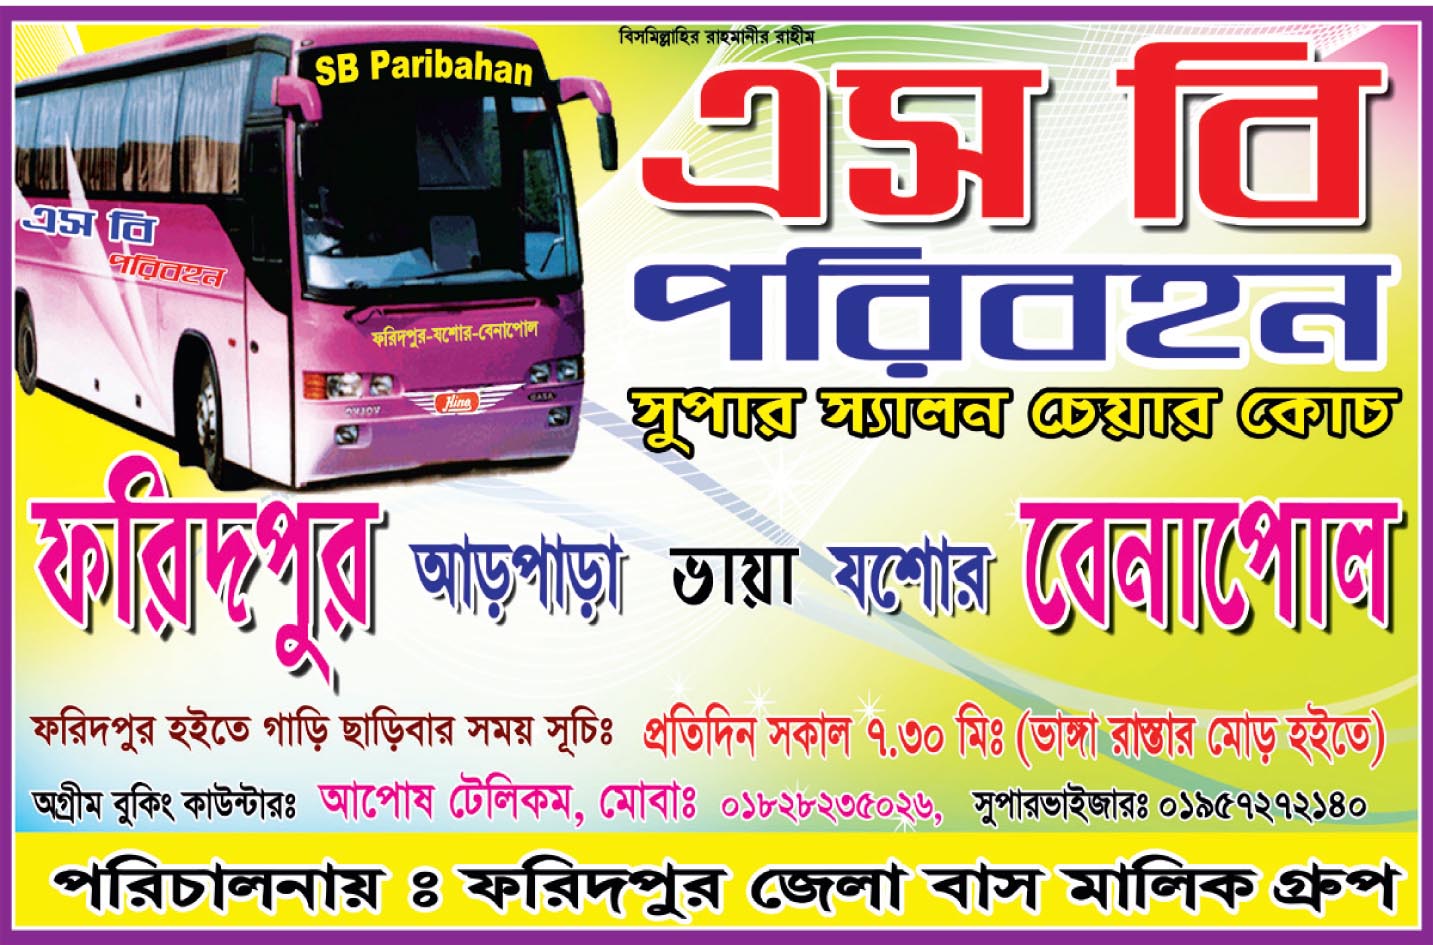 বিসমিল্লাহির রাহমানীর রাহীম
SB Paribahan
এস বি
পরিবহন
এস বি
পরিবহন
ফরিদপুর-যশোর-বেনাপোল
Hino
সুপার স্যালন চেয়ার কোচ
ফরিদপুর আড়পাড়া ভায়া যশোর বেনাপোল
ফরিদপুর হইতে গাড়ি ছাড়িবার সময় সূচিঃ প্রতিদিন সকাল ৭.৩০ মিঃ (ভাঙ্গা রাস্তার মোড় হইতে)
অগ্রীম বুকিং কাউন্টারঃ আপোষ টেলিকম, মোবাঃ ০১৮২৮২৩৫০২৬, সুপারভাইজারঃ ০১৯৫৭২৭২১৪০
পরিচালনায় ঃ ফরিদপুর জেলা বাস মালিক গ্রুপ